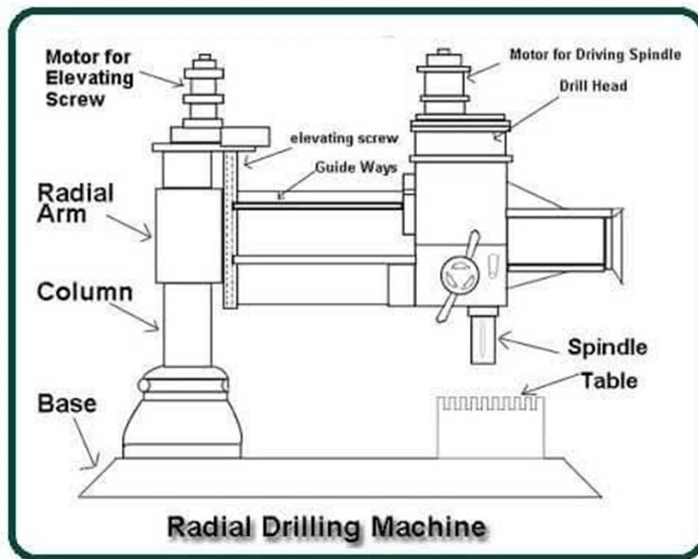 Motor for
Elevating
Screw
Motor for Driving Spindle
Drill Head
elevating screw
Guide Ways
Radial
Arm
Column
Spindle
Table
Base
Radial Drilling Machine